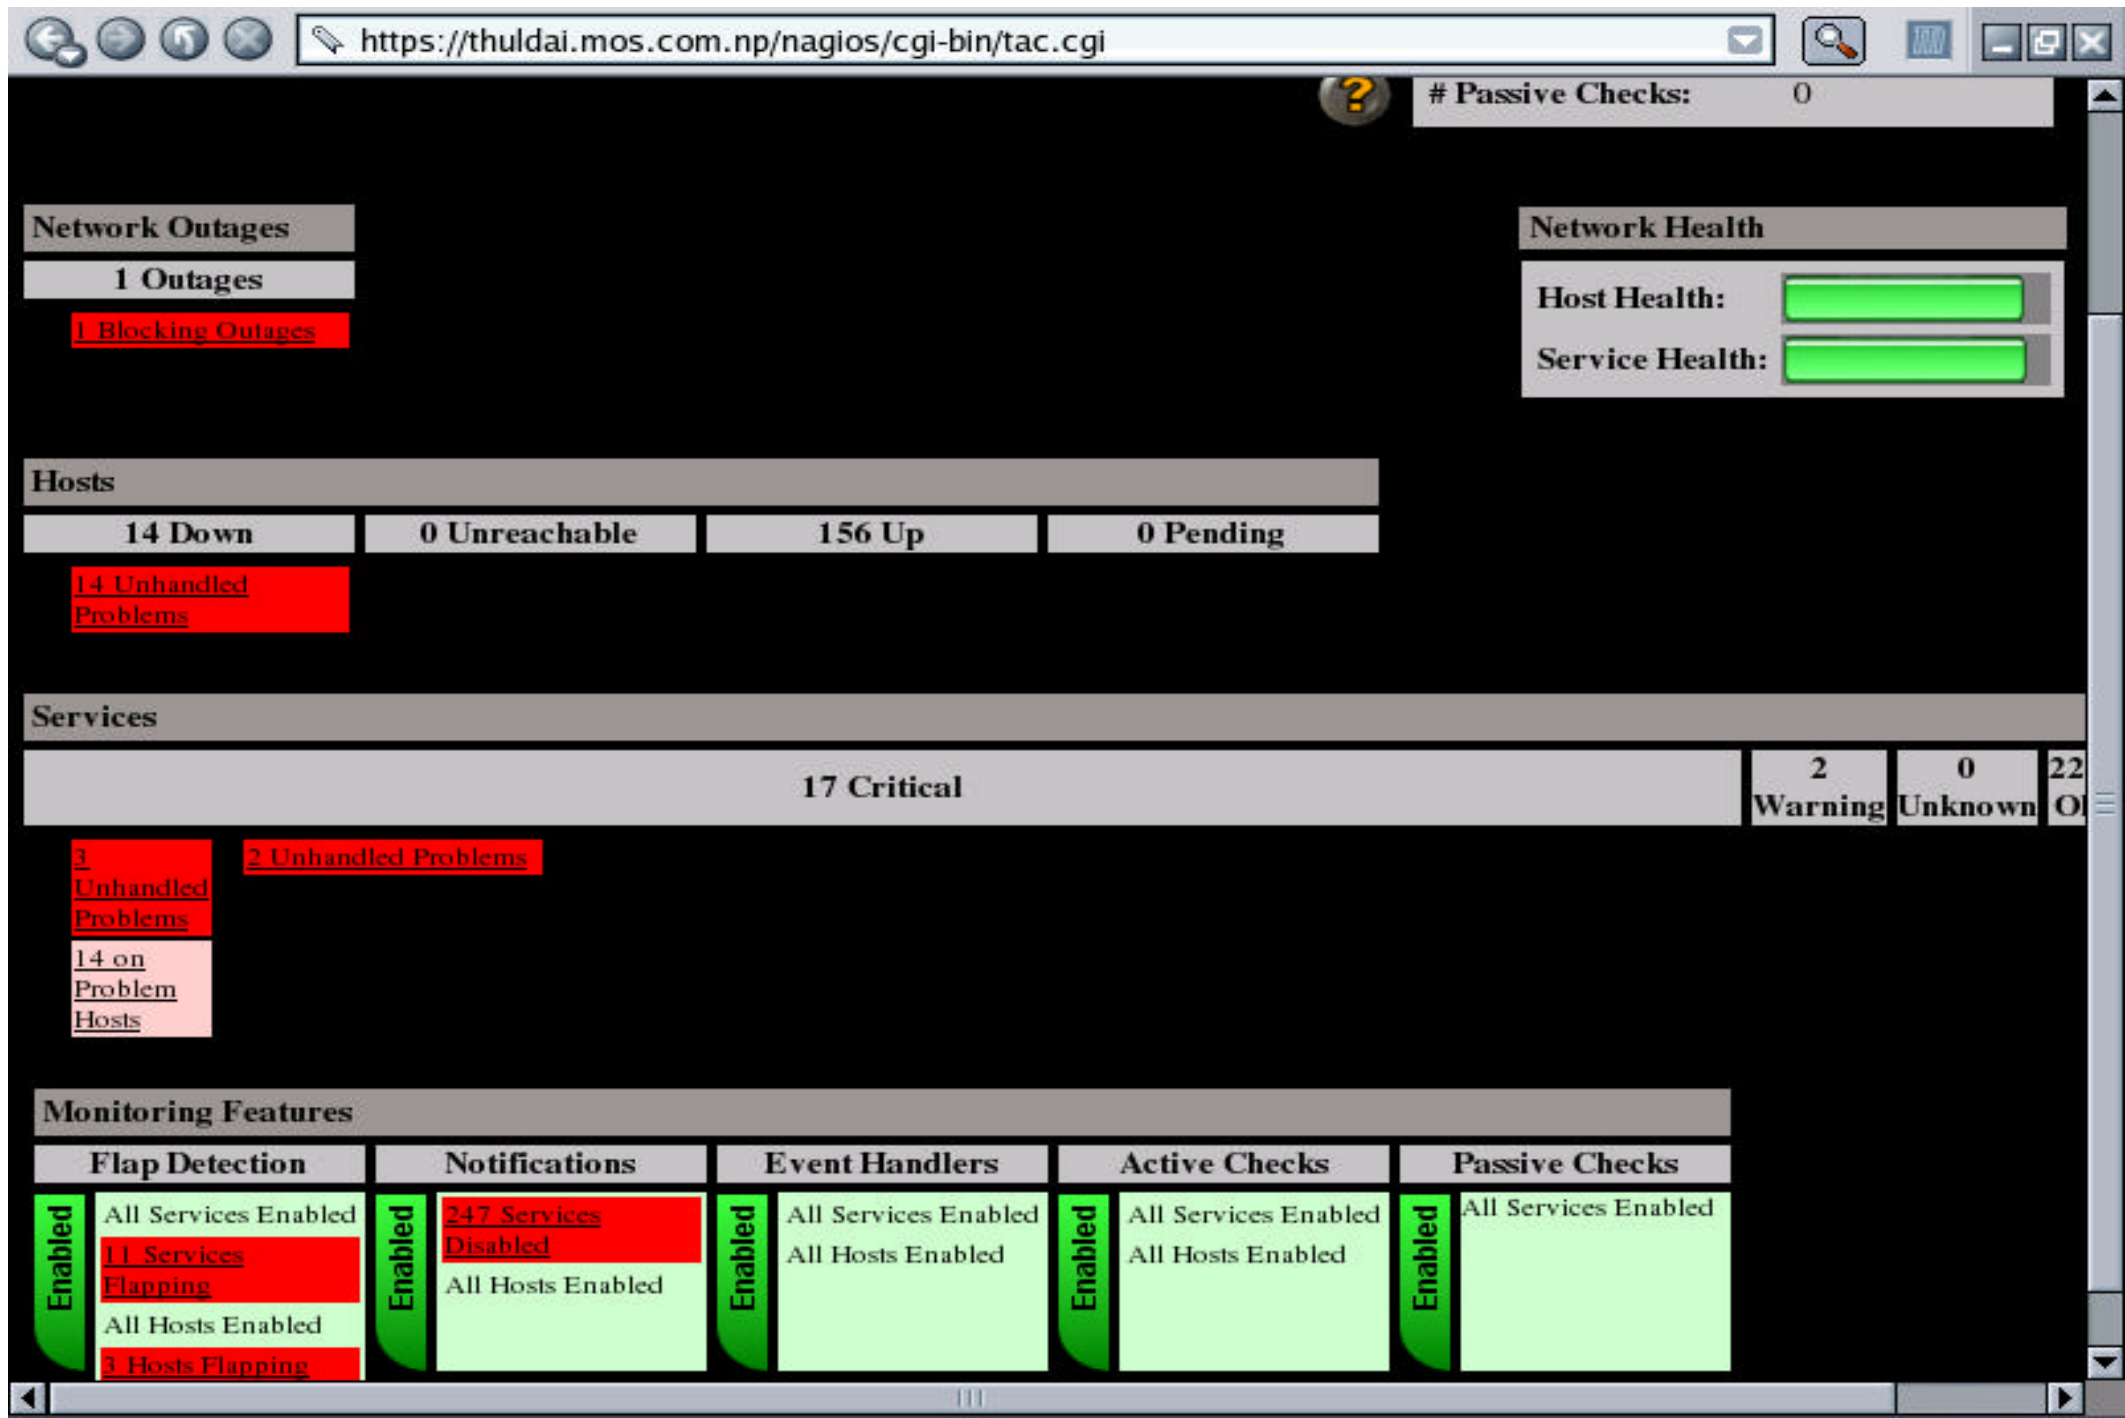 https://thuldai.mos.com.np/nagios/cgi-bin/tac.cgi
?
# Passive Checks: 0
Network Outages
1 Outages
1 Blocking Outages
Network Health
Host Health:
Service Health:
Hosts
14 Down 0 Unreachable 156 Up 0 Pending
14 Unhandled
Problems
Services
17 Critical
2
Warning
0
Unknown
22
3
Unhandled
Problems
2 Unhandled Problems
14 on
Problem
Hosts
Monitoring Features
Flap Detection Notifications Event Handlers Active Checks Passive Checks
Enabled
All Services Enabled
11 Services
Flapping
All Hosts Enabled
3 Hosts Flapping
Enabled
247 Services
Disabled
All Hosts Enabled
Enabled
All Services Enabled
All Hosts Enabled
Enabled
All Services Enabled
All Hosts Enabled
Enabled
All Services Enabled